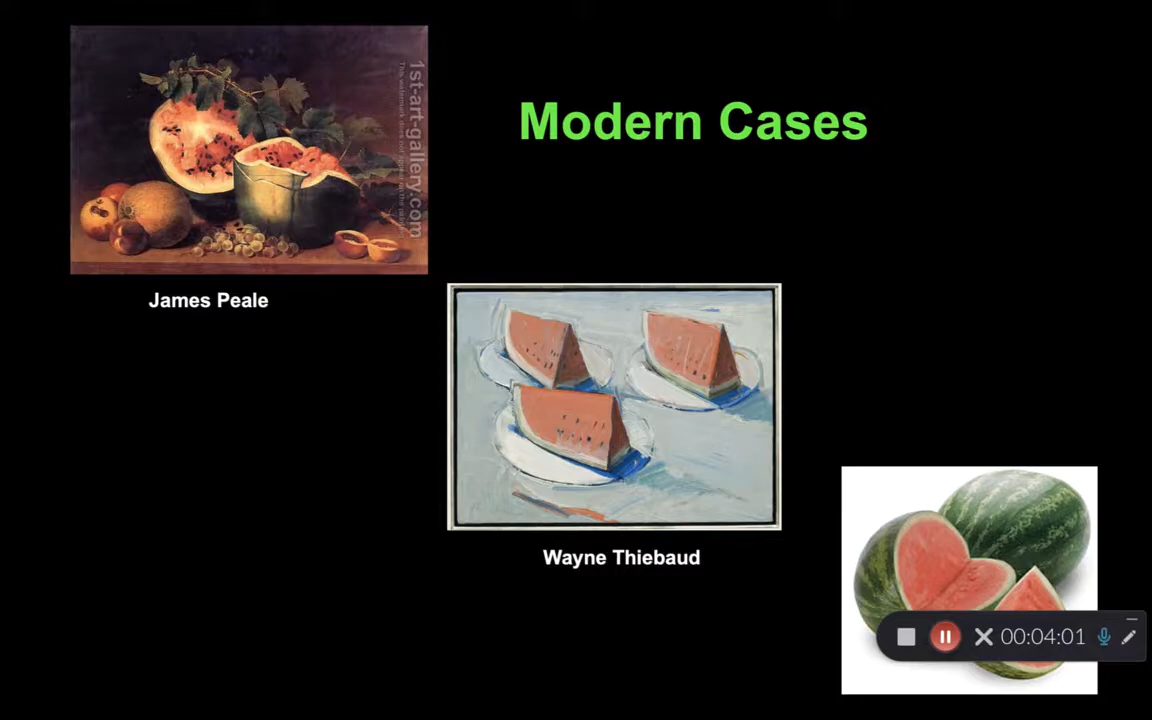 Modern Cases
1st-art-gallery.com
James Peale
Wayne Thiebaud
00:04:01